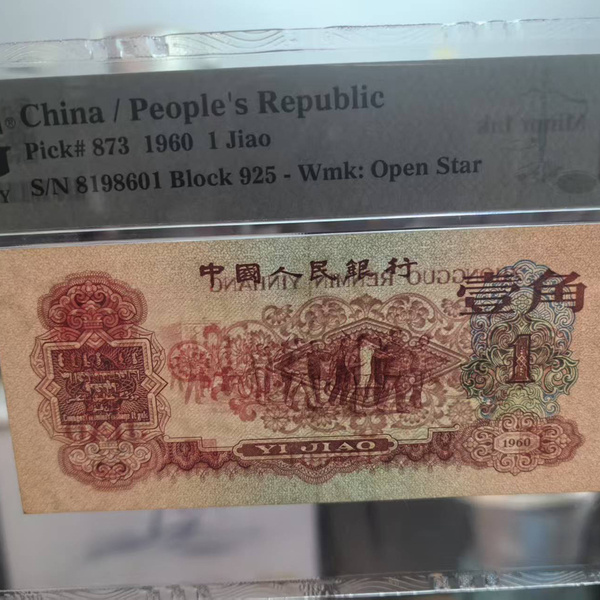 China / People's Republic
Pick# 873 1960 1 Jiao
S/N 8198601 Block 925 - Wmk: Open Star
中國人民銀行
壹角
1
YI JIAO
1960